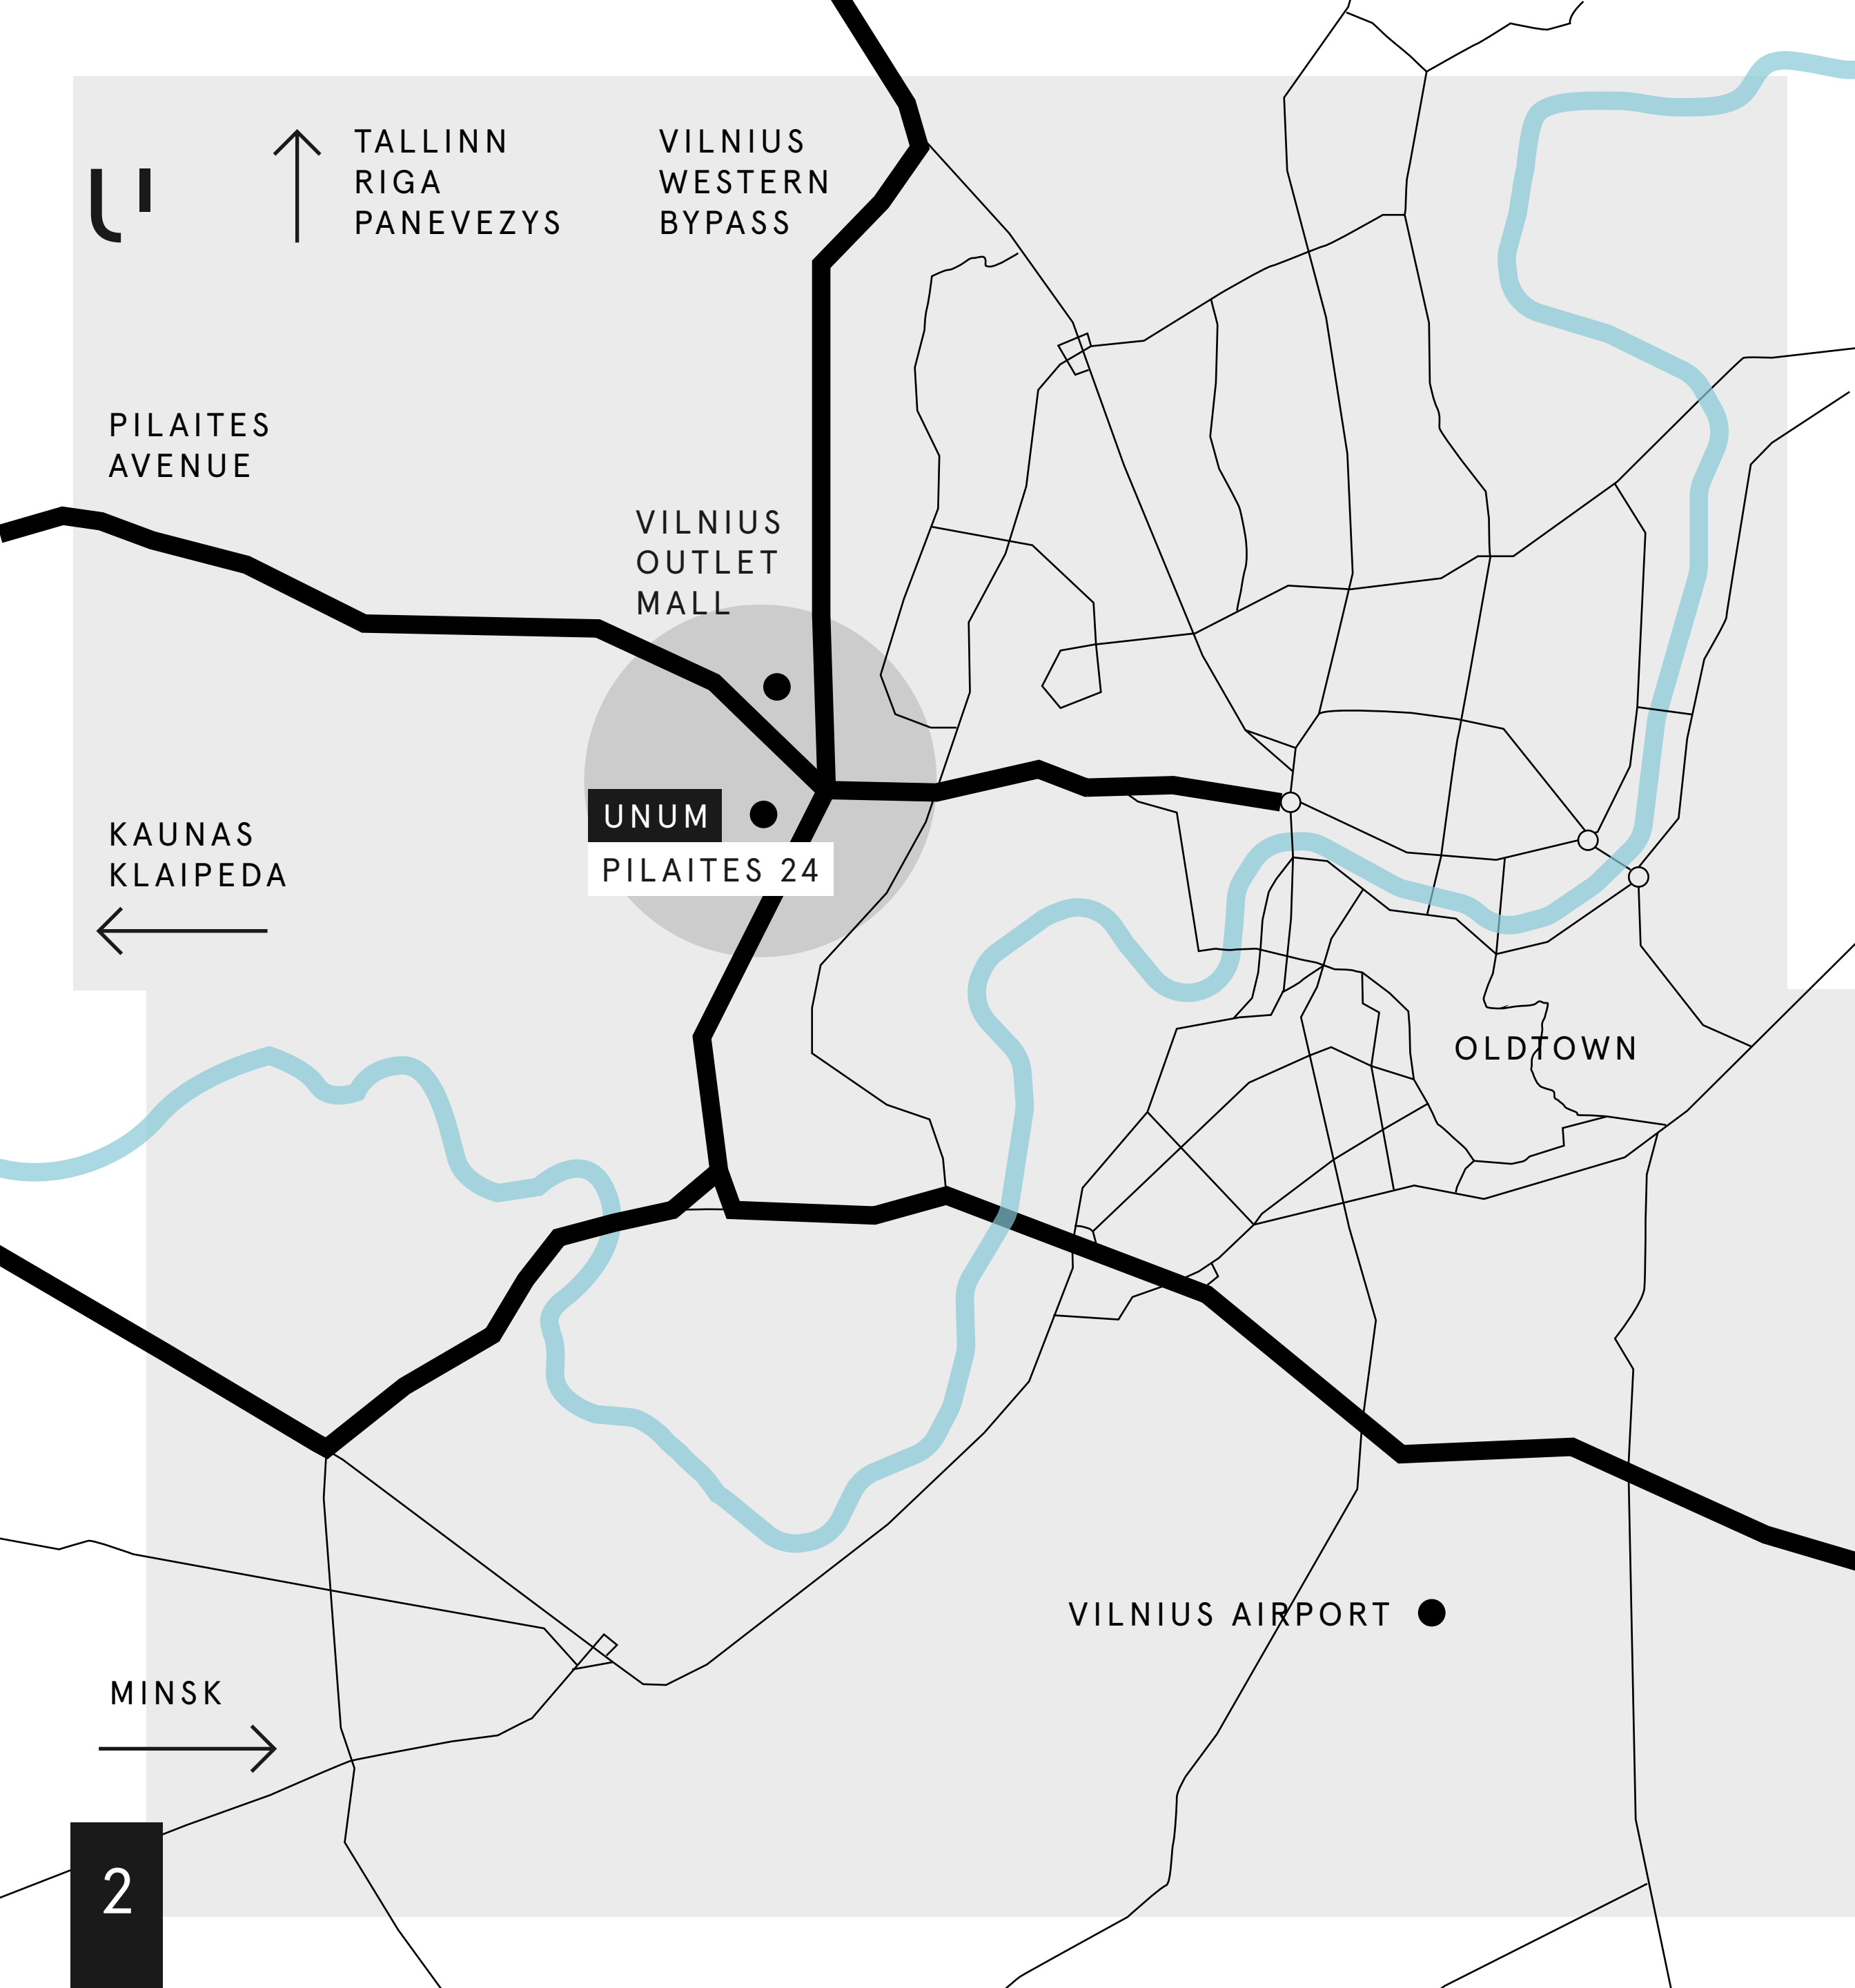 TALLINN
RIGA
PANEVEZYS
VILNIUS
WESTERN
BYPASS
PILAITES
AVENUE
VILNIUS
OUTLET
MALL
UNUM
PILAITES 24
KAUNAS
KLAIPEDA
OLDTOWN
VILNIUS AIRPORT
MINSK
2